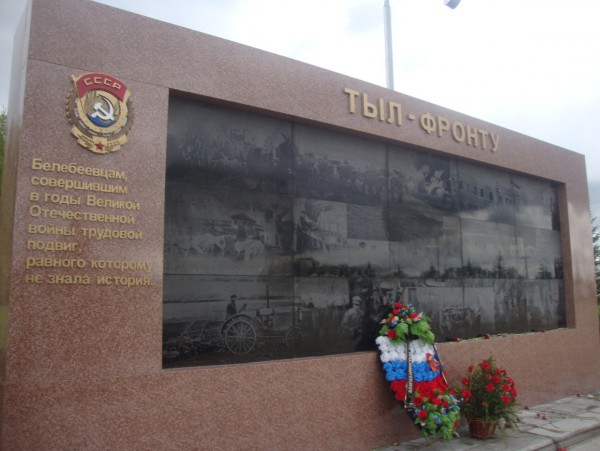 СССР
ТЫЛ - ФРОНТУ
Белебеевцам,
совершившим
в годы Великой
Отечественной
войны трудовой
подвиг,
равного которому
не знала история.